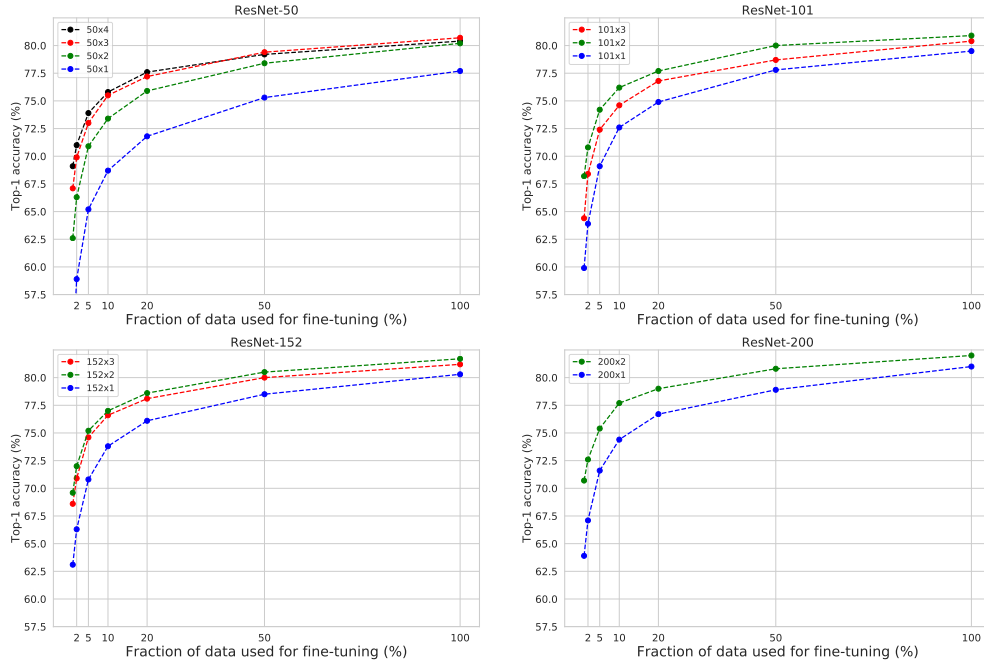 ResNet-50
50x4
50x3
50x2
50x1
Top-1 accuracy (%)
80.0
77.5
75.0
72.5
70.0
67.5
65.0
62.5
60.0
57.5
2 5 10 20 50 100
Fraction of data used for fine-tuning (%)
ResNet-101
101x3
101x2
101x1
Top-1 accuracy (%)
80.0
77.5
75.0
72.5
70.0
67.5
65.0
62.5
60.0
57.5
2 5 10 20 50 100
Fraction of data used for fine-tuning (%)
ResNet-152
152x3
152x2
152x1
Top-1 accuracy (%)
80.0
77.5
75.0
72.5
70.0
67.5
65.0
62.5
60.0
57.5
2 5 10 20 50 100
Fraction of data used for fine-tuning (%)
ResNet-200
200x2
200x1
Top-1 accuracy (%)
80.0
77.5
75.0
72.5
70.0
67.5
65.0
62.5
60.0
57.5
2 5 10 20 50 100
Fraction of data used for fine-tuning (%)